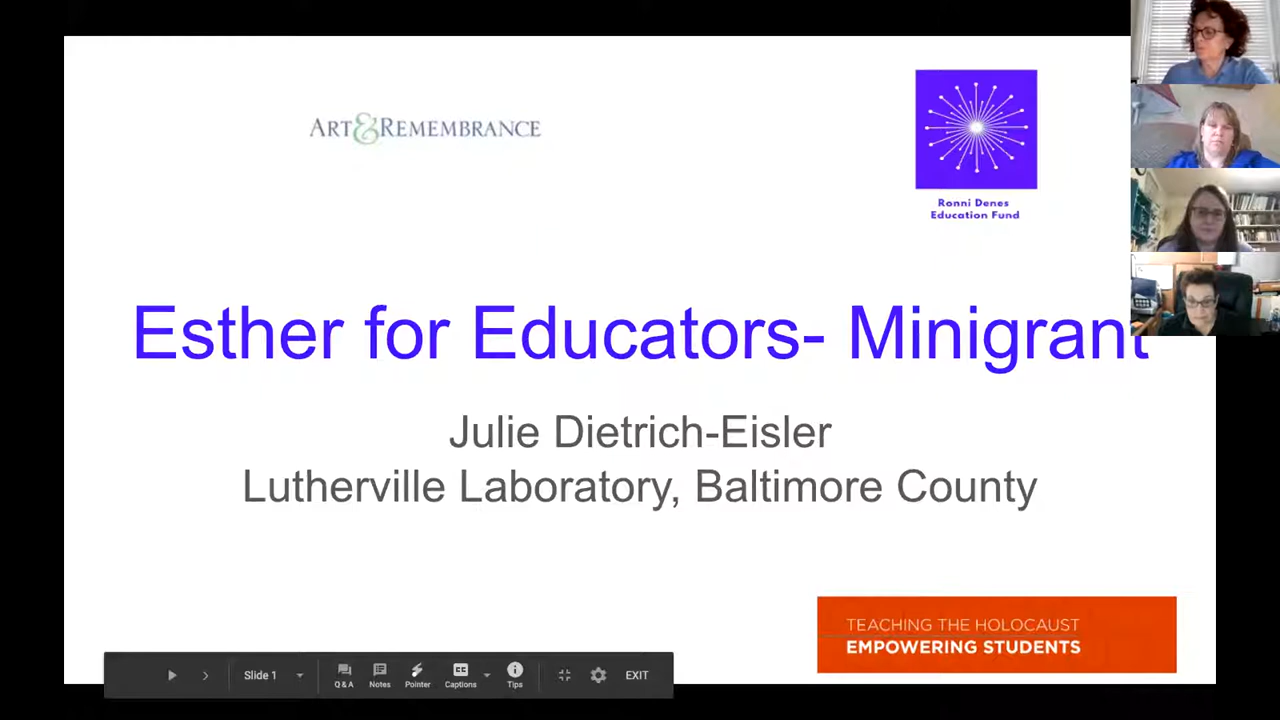 ART&REMEMBRANCE
Ronni Denes
Education Fund
Esther for Educators- Minigrant
Julie Dietrich-Eisler
Lutherville Laboratory, Baltimore County
TEACHING THE HOLOCAUST
EMPOWERING STUDENTS
Slide 1
Q & A
Notes
Pointer
Captions
Tips
EXIT